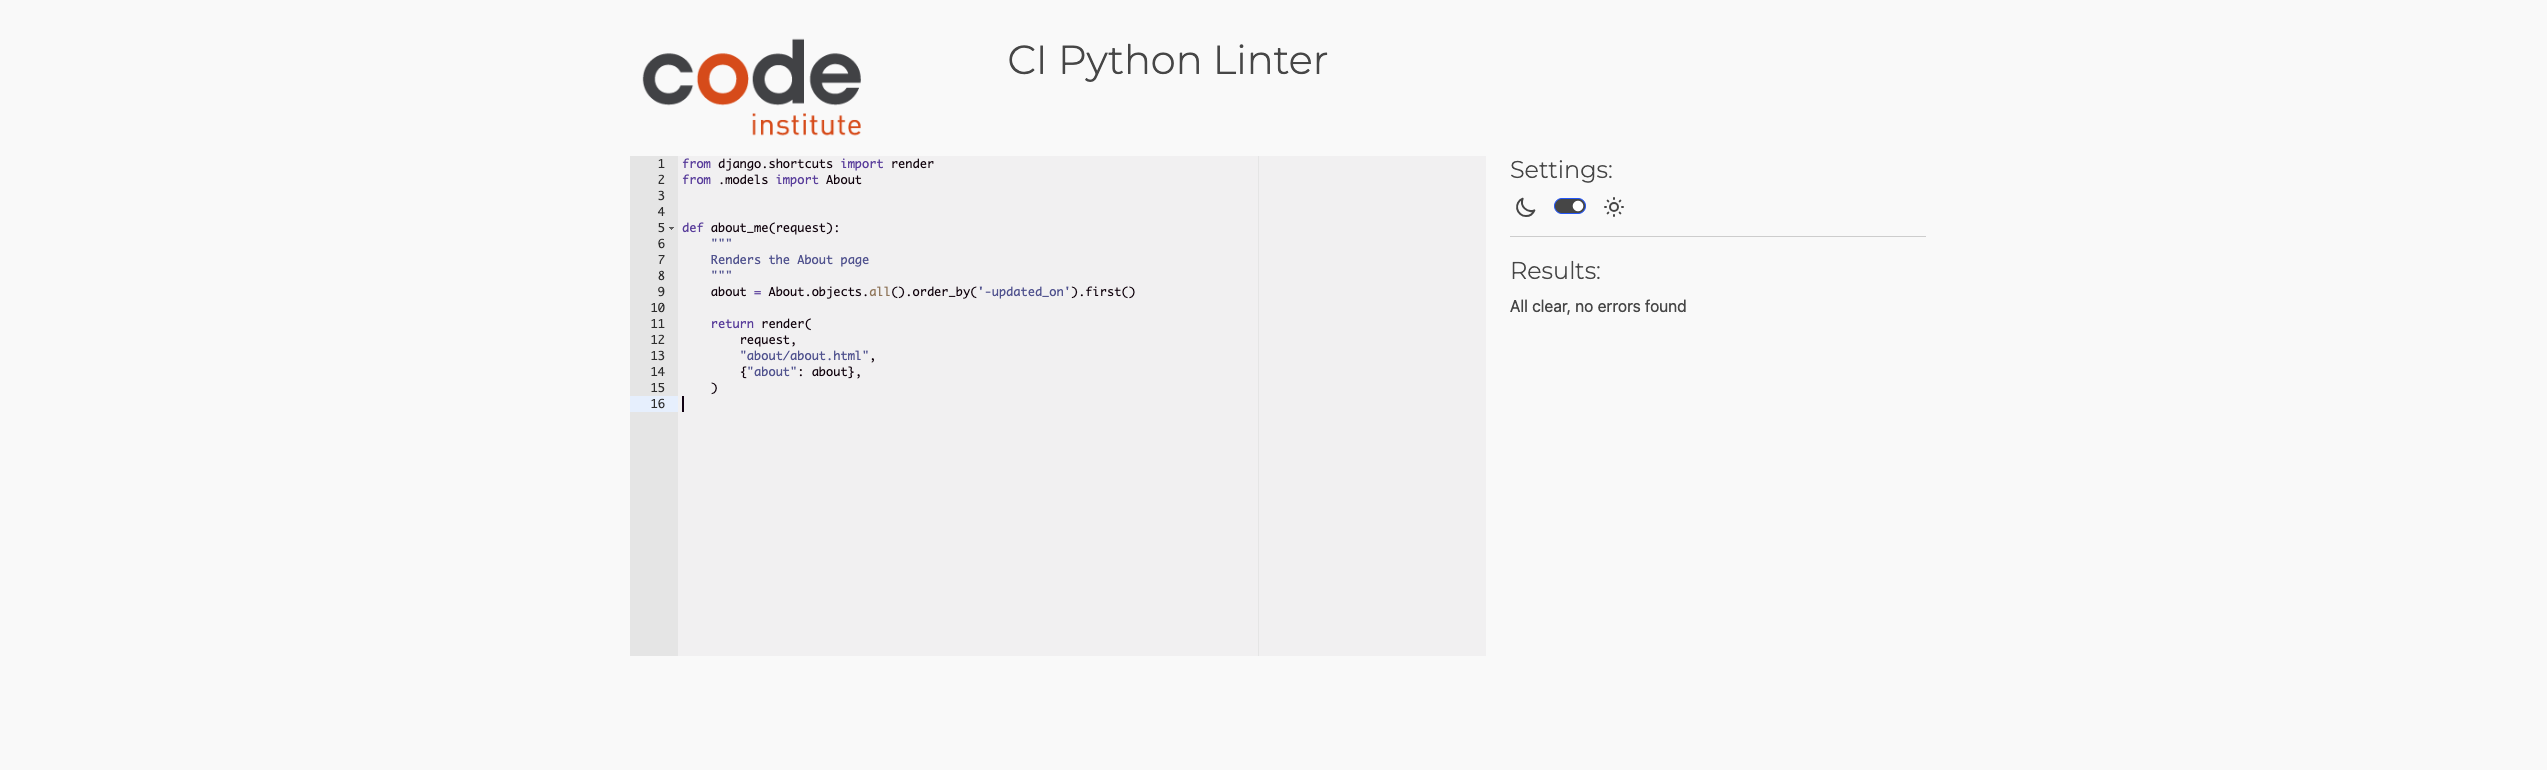 code
institute
CI Python Linter
1 from django.shortcuts import render
2 from .models import About
3
4
5 def about_me(request):
6     """
7     Renders the About page
8     """
9     about = About.objects.all().order_by('-updated_on').first()
10
11     return render(
12         request,
13         "about/about.html",
14         {"about": about},
15     )
16
Settings:
Results:
All clear, no errors found